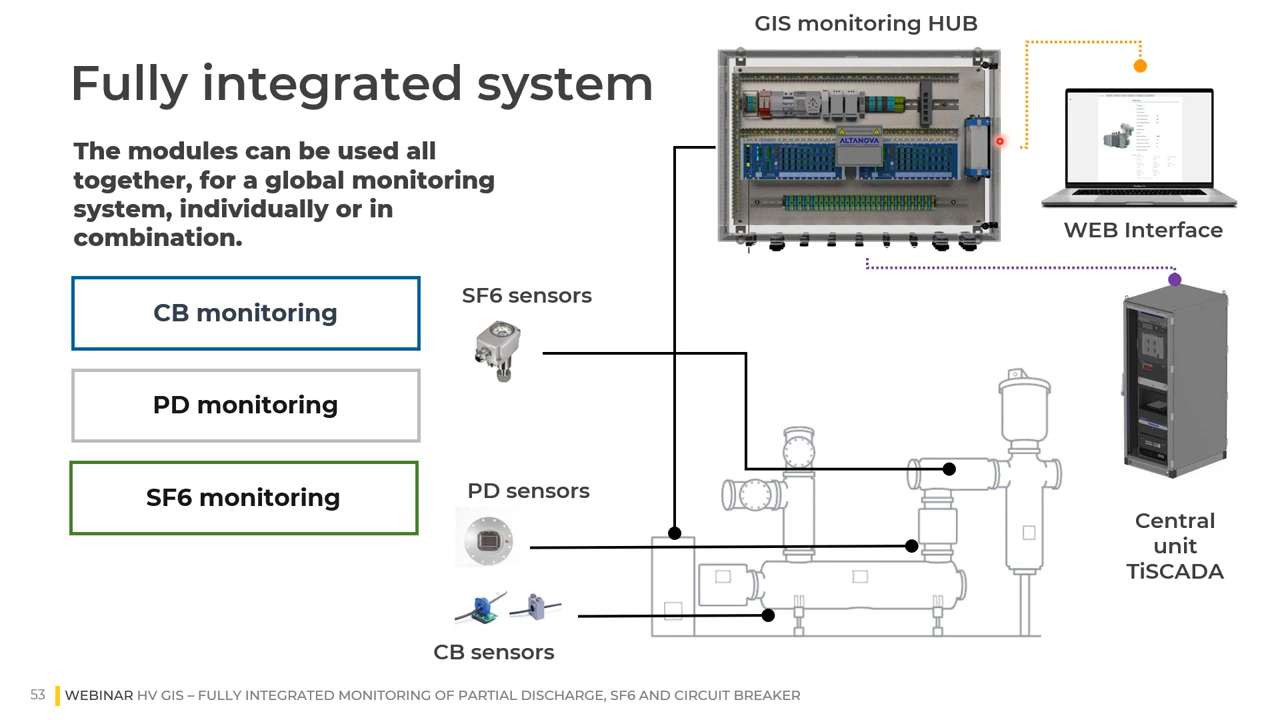 GIS monitoring HUB
Fully integrated system
The modules can be used all
together, for a global monitoring
system, individually or in
combination.
ALTANOVA
WEB Interface
CB monitoring
SF6 sensors
PD monitoring
SF6 monitoring
PD sensors
Central
unit
TiSCADA
CB sensors
53 WEBINAR HV GIS – FULLY INTEGRATED MONITORING OF PARTIAL DISCHARGE, SF6 AND CIRCUIT BREAKER